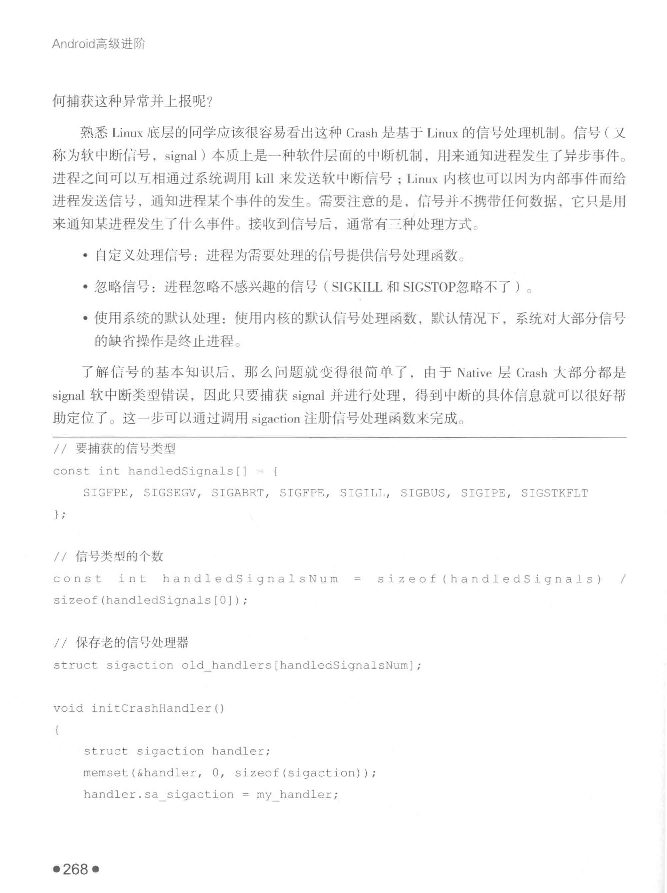 Android高级进阶
何捕获这种异常并上报呢?
熟悉 Linux 底层的同学应该很容易看出这种 Crash 是基于 Linux 的信号处理机制。信号（又
称为软中断信号，signal）本质上是一种软件层面的中断机制，用来通知进程发生了异步事件。
进程之间可以互相通过系统调用 kill 来发送软中断信号；Linux 内核也可以因为内部事件而给
进程发送信号，通知进程某个事件的发生。需要注意的是，信号并不携带任何数据，它只是用
来通知某进程发生了什么事件。接收到信号后，通常有三种处理方式。
• 自定义处理信号：进程为需要处理的信号提供信号处理函数。
• 忽略信号：进程忽略不感兴趣的信号（SIGKILL 和 SIGSTOP忽略不了）。
• 使用系统的默认处理：使用内核的默认信号处理函数，默认情况下，系统对大部分信号
的缺省操作是终止进程。
了解信号的基本知识后，那么问题就变得很简单了，由于 Native 层 Crash 大部分都是
signal 软中断类型错误，因此只要捕获 signal 并进行处理，得到中断的具体信息就可以很好帮
助定位了。这一步可以通过调用 sigaction 注册信号处理函数来完成。
// 要捕获的信号类型
const int handledSignals[] = {
SIGFPE, SIGSEGV, SIGABRT, SIGFPE, SIGILL, SIGBUS, SIGIPE, SIGSTKFLT
};
// 信号类型的个数
const int handledSignalsNum = sizeof(handledSignals) /
sizeof(handledSignals[0]);
// 保存老的信号处理器
struct sigaction old_handlers[handledSignalsNum];
void initCrashHandler()
{
struct sigaction handler;
memset(&handler, 0, sizeof(sigaction));
handler.sa_sigaction = my_handler;
●268●